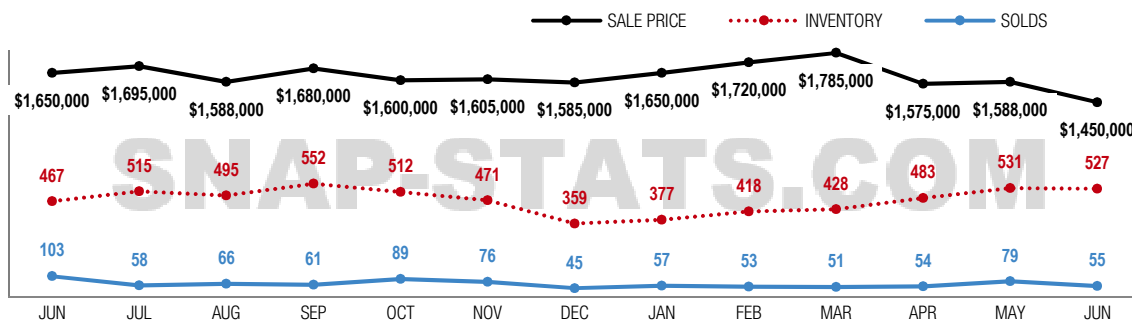 SALE PRICE INVENTORY SOLDS
$1,650,000 $1,695,000 $1,588,000 $1,680,000 $1,600,000 $1,605,000 $1,585,000 $1,650,000 $1,720,000 $1,785,000 $1,575,000 $1,588,000 $1,450,000
SNAP-STATS.COM
467 515 495 552 512 471 359 377 418 428 483 531 527
103 58 66 61 89 76 45 57 53 51 54 79 55
JUN JUL AUG SEP OCT NOV DEC JAN FEB MAR APR MAY JUN